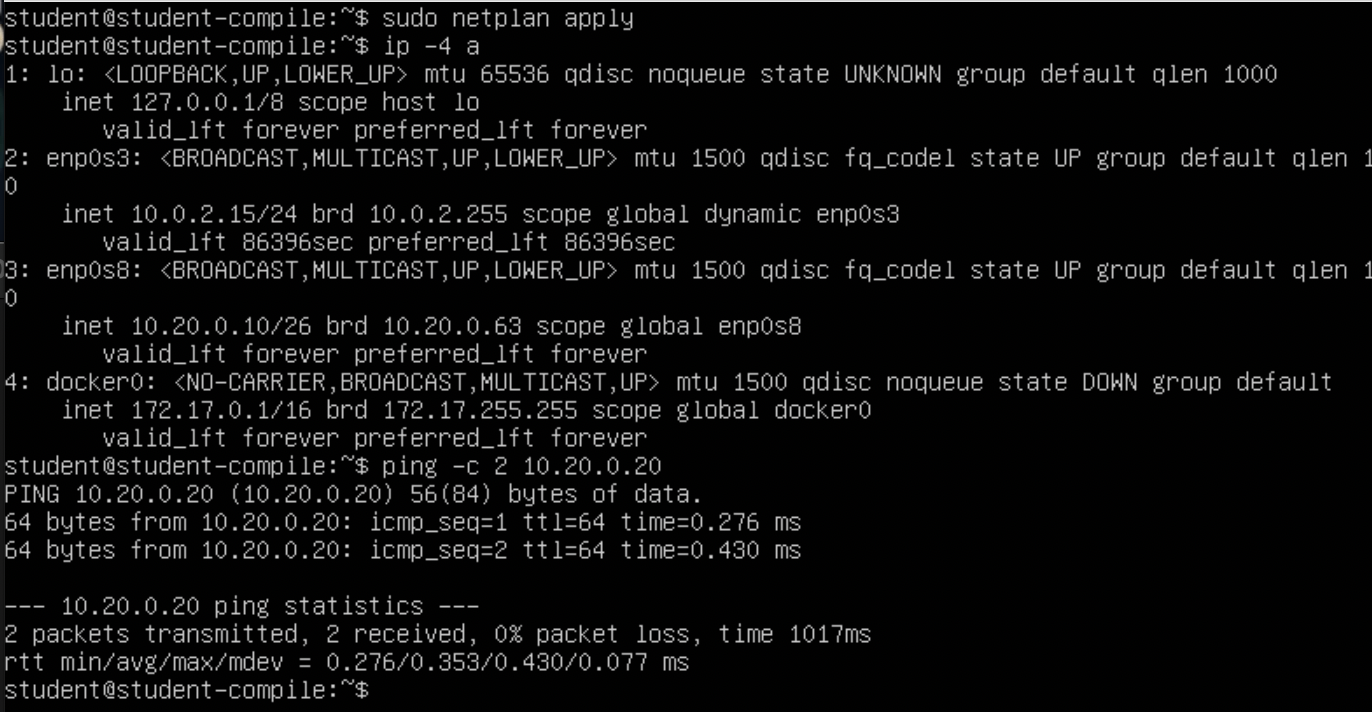 student@student-compile:~$ sudo netplan apply
student@student-compile:~$ ip -4 a
1: lo: <LOOPBACK,UP,LOWER_UP> mtu 65536 qdisc noqueue state UNKNOWN group default qlen 1000
inet 127.0.0.1/8 scope host lo
valid_lft forever preferred_lft forever
2: enp0s3: <BROADCAST,MULTICAST,UP,LOWER_UP> mtu 1500 qdisc fq_codel state UP group default qlen 1
0
inet 10.0.2.15/24 brd 10.0.2.255 scope global dynamic enp0s3
valid_lft 86396sec preferred_lft 86396sec
3: enp0s8: <BROADCAST,MULTICAST,UP,LOWER_UP> mtu 1500 qdisc fq_codel state UP group default qlen 1
0
inet 10.20.0.10/26 brd 10.20.0.63 scope global enp0s8
valid_lft forever preferred_lft forever
4: docker0: <NO-CARRIER,BROADCAST,MULTICAST,UP> mtu 1500 qdisc noqueue state DOWN group default
inet 172.17.0.1/16 brd 172.17.255.255 scope global docker0
valid_lft forever preferred_lft forever
student@student-compile:~$ ping -c 2 10.20.0.20
PING 10.20.0.20 (10.20.0.20) 56(84) bytes of data.
64 bytes from 10.20.0.20: icmp_seq=1 ttl=64 time=0.276 ms
64 bytes from 10.20.0.20: icmp_seq=2 ttl=64 time=0.430 ms
--- 10.20.0.20 ping statistics ---
2 packets transmitted, 2 received, 0% packet loss, time 1017ms
rtt min/avg/max/mdev = 0.276/0.353/0.430/0.077 ms
student@student-compile:~$